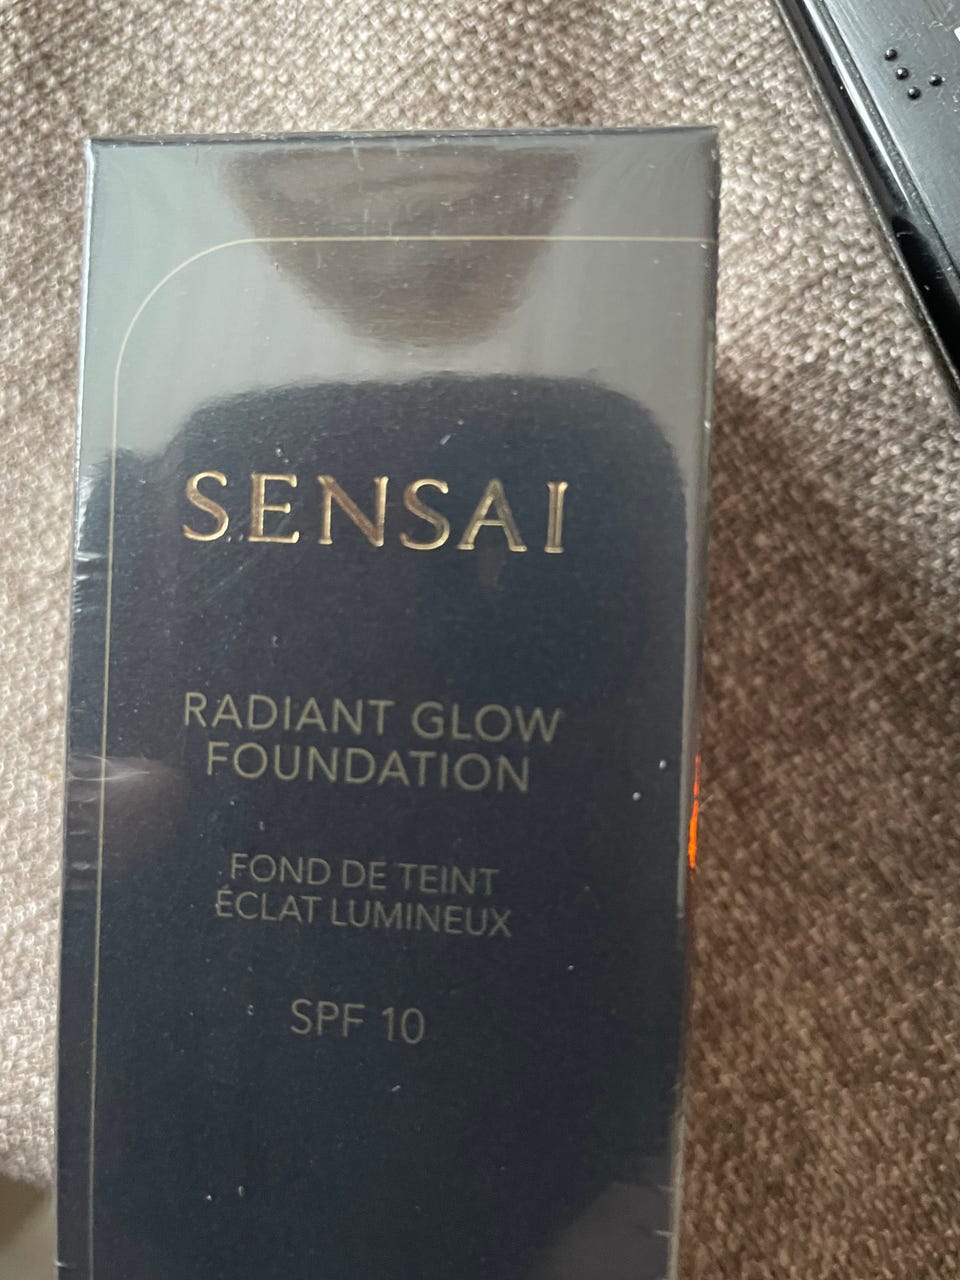 SENSAI
RADIANT GLOW
FOUNDATION
FOND DE TEINT
ÉCLAT LUMINEUX
SPF 10